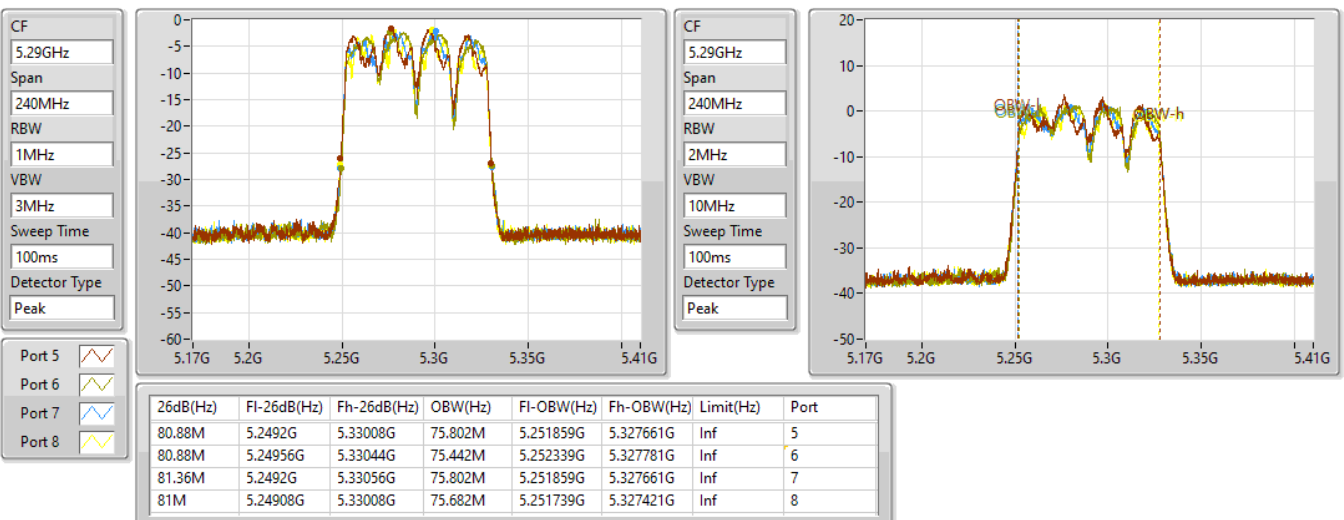 CF
5.29GHz
Span
240MHz
RBW
1MHz
VBW
3MHz
Sweep Time
100ms
Detector Type
Peak
0
-5
-10
-15
-20
-25
-30
-35
-40
-45
-50
-55
-60
5.17G 5.2G 5.25G 5.3G 5.35G 5.41G
CF
5.29GHz
Span
240MHz
RBW
2MHz
VBW
10MHz
Sweep Time
100ms
Detector Type
Peak
20
10
0
-10
-20
-30
-40
-50
OBW-l OBW-h
5.17G 5.2G 5.25G 5.3G 5.35G 5.41G
Port 5
Port 6
Port 7
Port 8
26dB(Hz) Fl-26dB(Hz) Fh-26dB(Hz) OBW(Hz) Fl-OBW(Hz) Fh-OBW(Hz) Limit(Hz) Port
80.88M 5.2492G 5.33008G 75.802M 5.251859G 5.327661G Inf 5
80.88M 5.24956G 5.33044G 75.442M 5.252339G 5.327781G Inf 6
81.36M 5.2492G 5.33056G 75.802M 5.251859G 5.327661G Inf 7
81M 5.24908G 5.33008G 75.682M 5.251739G 5.327421G Inf 8